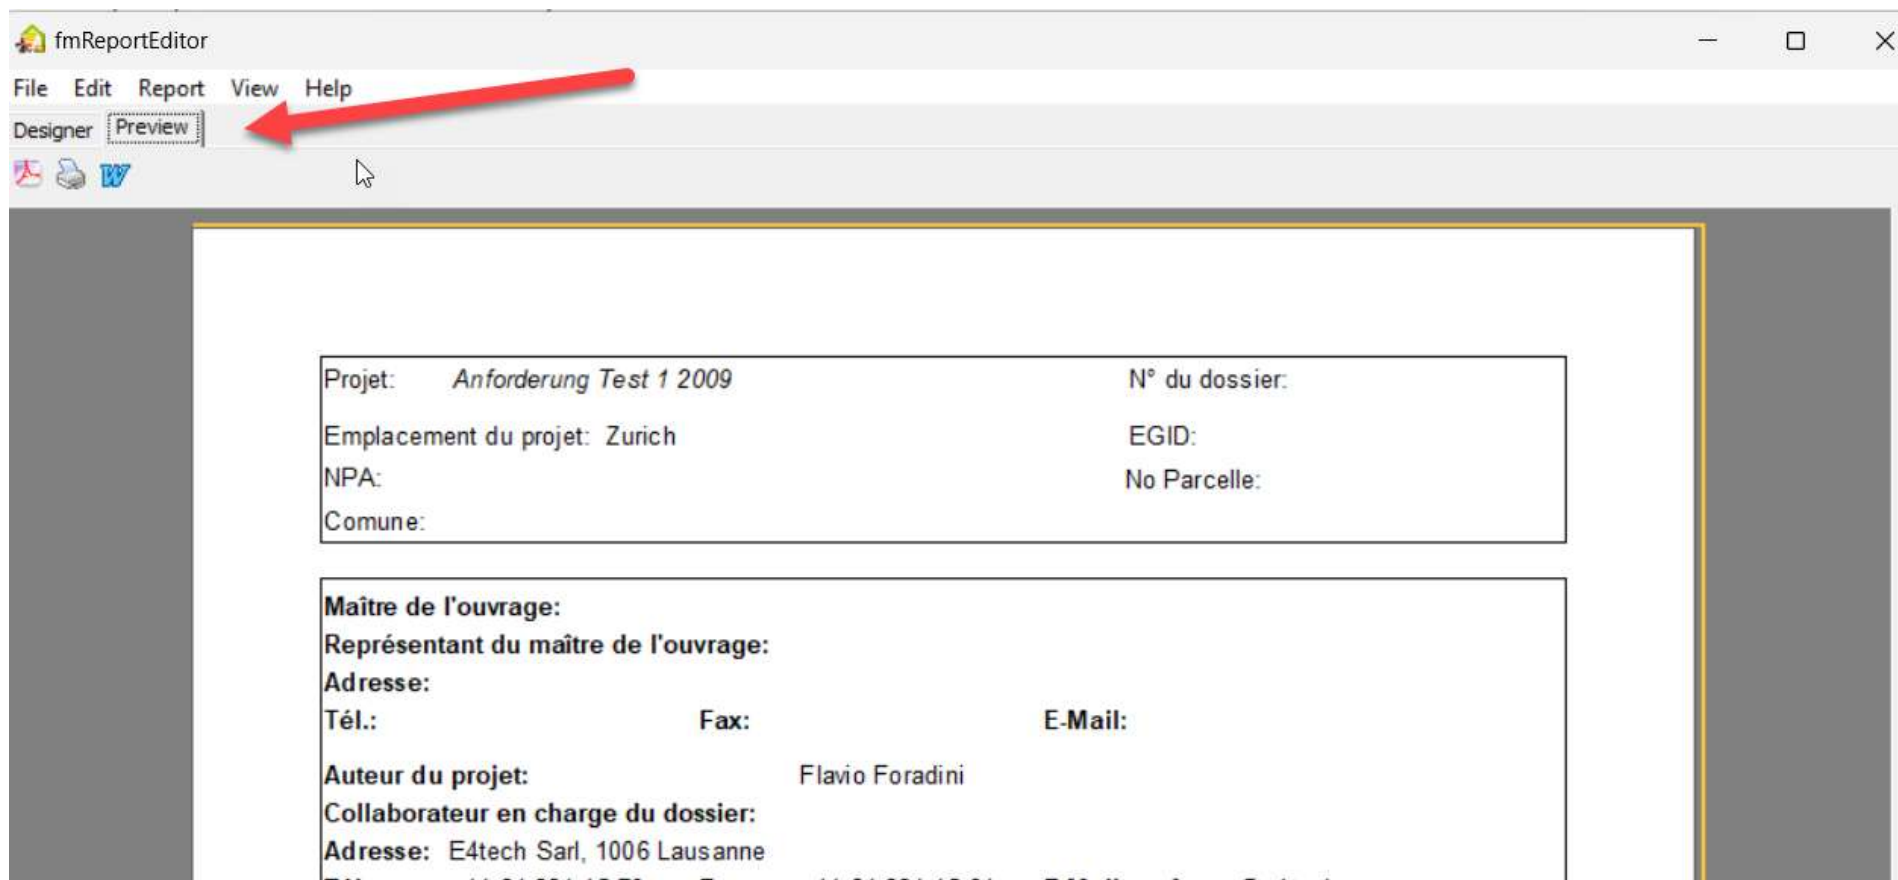 fmReportEditor
File Edit Report View Help
Designer Preview
W
Projet: Anforderung Test 1 2009 N° du dossier:
Emplacement du projet: Zurich EGID:
NPA: No Parcelle:
Comune:
Maître de l'ouvrage:
Représentant du maître de l'ouvrage:
Adresse:
Tél.: Fax: E-Mail:
Auteur du projet: Flavio Foradini
Collaborateur en charge du dossier:
Adresse: E4tech Sarl, 1006 Lausanne